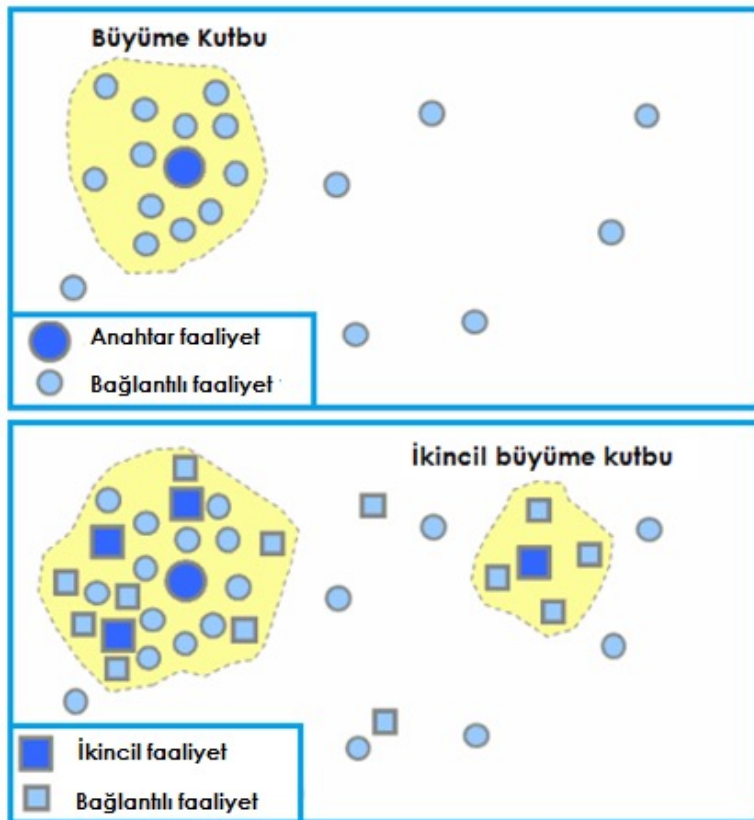 Büyüme Kutbu
Anahtar faaliyet
Bağlantılı faaliyet
İkincil büyüme kutbu
İkincil faaliyet
Bağlantılı faaliyet